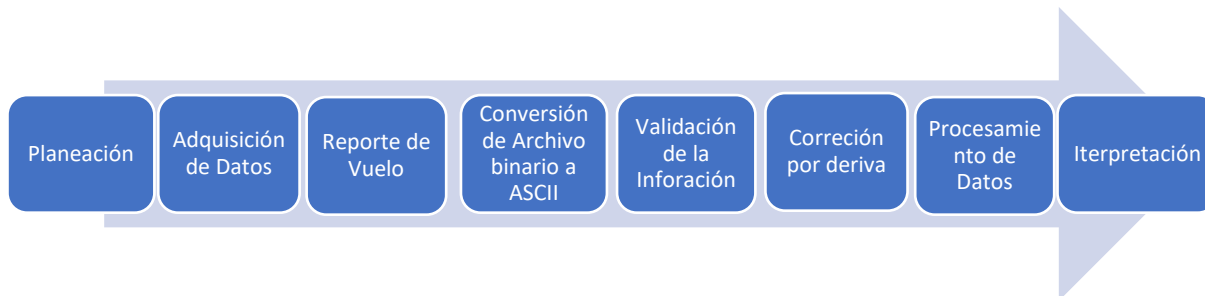 Planeación
Adquisición
de Datos
Reporte de
Vuelo
Conversión
de Archivo
binario a
ASCII
Validación
de la
Inforación
Correción
por deriva
Procesamie
nto de
Datos
Iterpretación